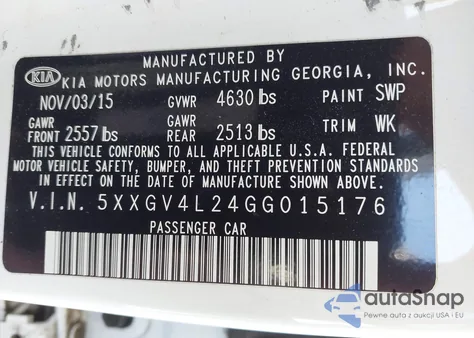 MANUFACTURED BY
KIA KIA MOTORS MANUFACTURING GEORGIA, INC.
NOV/03/15 GVWR 4630 lbs PAINT SWP
GAWR GAWR
FRONT 2557 lbs REAR 2513 lbs TRIM WK
THIS VEHICLE CONFORMS TO ALL APPLICABLE U.S.A. FEDERAL
MOTOR VEHICLE SAFETY, BUMPER, AND THEFT PREVENTION STANDARDS
IN EFFECT ON THE DATE OF MANUFACTURE SHOWN ABOVE.
V.I.N. 5XXGV4L24GG015176
PASSENGER CAR
autaSnap
Pewne auta z aukcji USA i EU